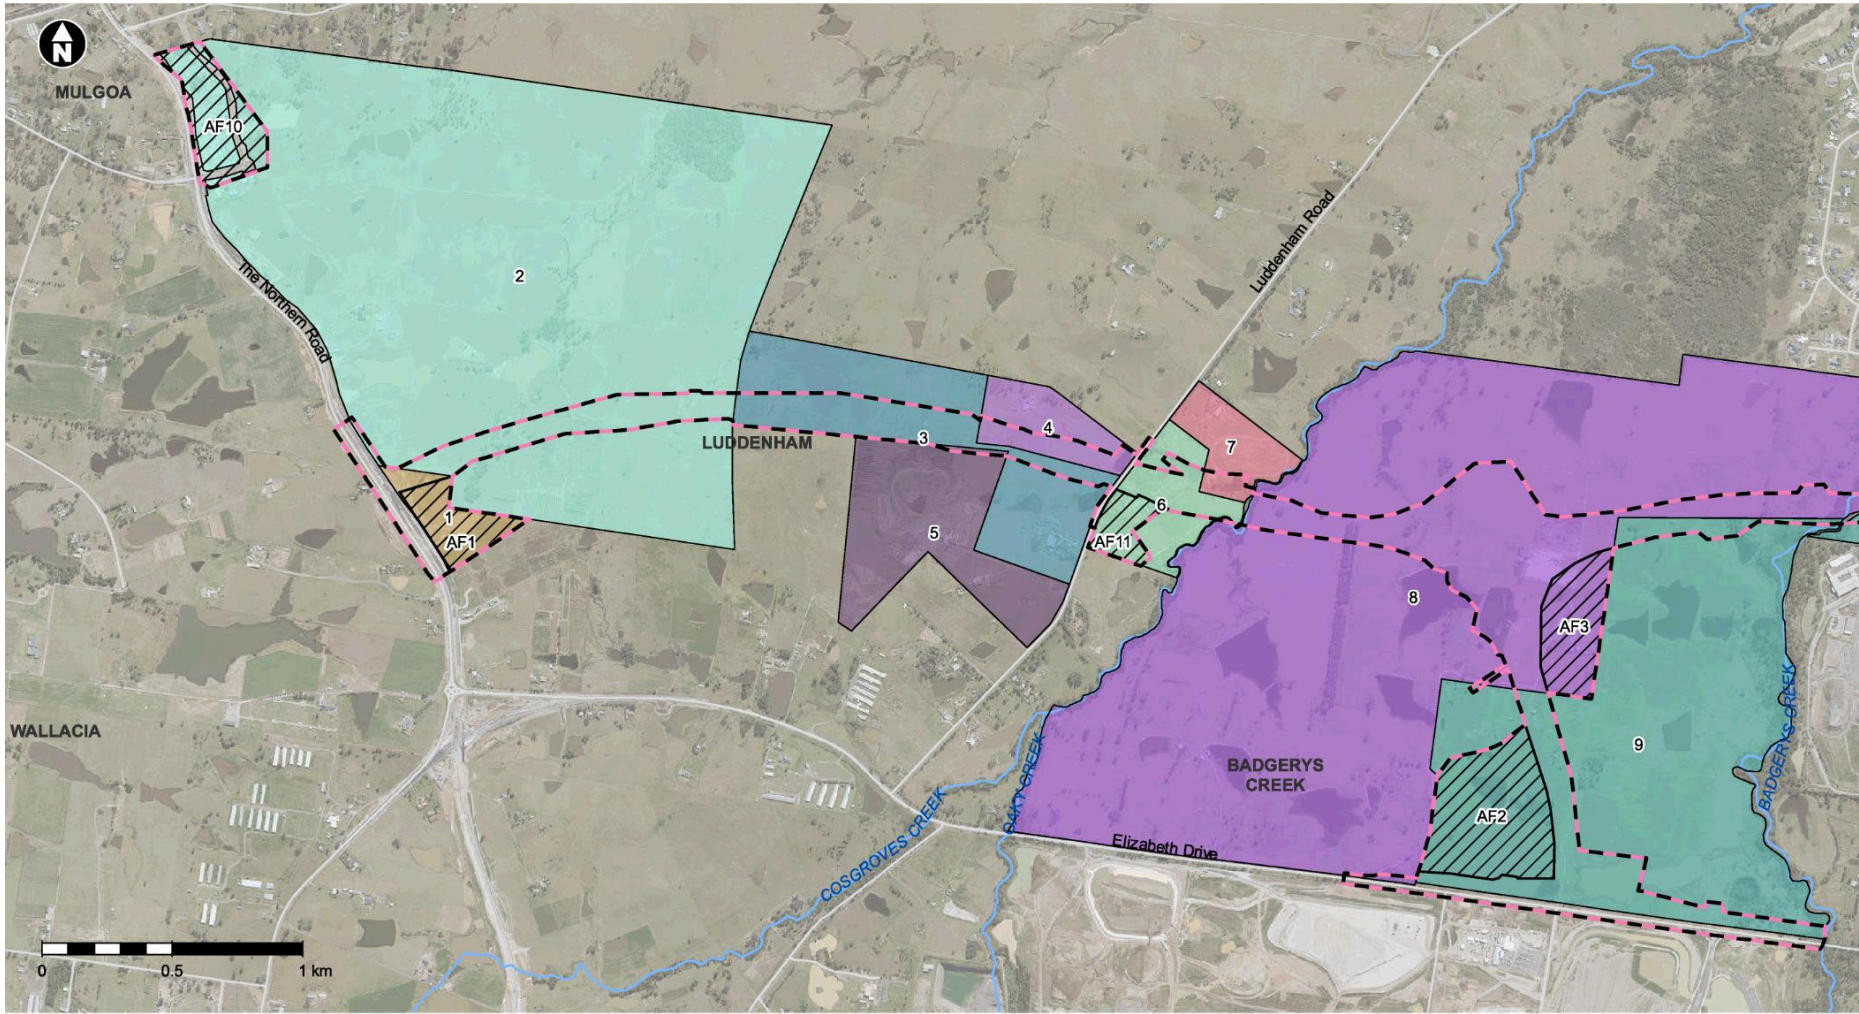 N
MULGOA
AF10
2
The Northern Road
Luddenham Road
LUDDENHAM
3
4
7
1
AF1
5
6
AF11
8
AF3
WALLACIA
9
BADGERYS
CREEK
BADGERYS CREEK
AF2
OAKY CREEK
COSGROVES CREEK
Elizabeth Drive
0 0.5 1 km